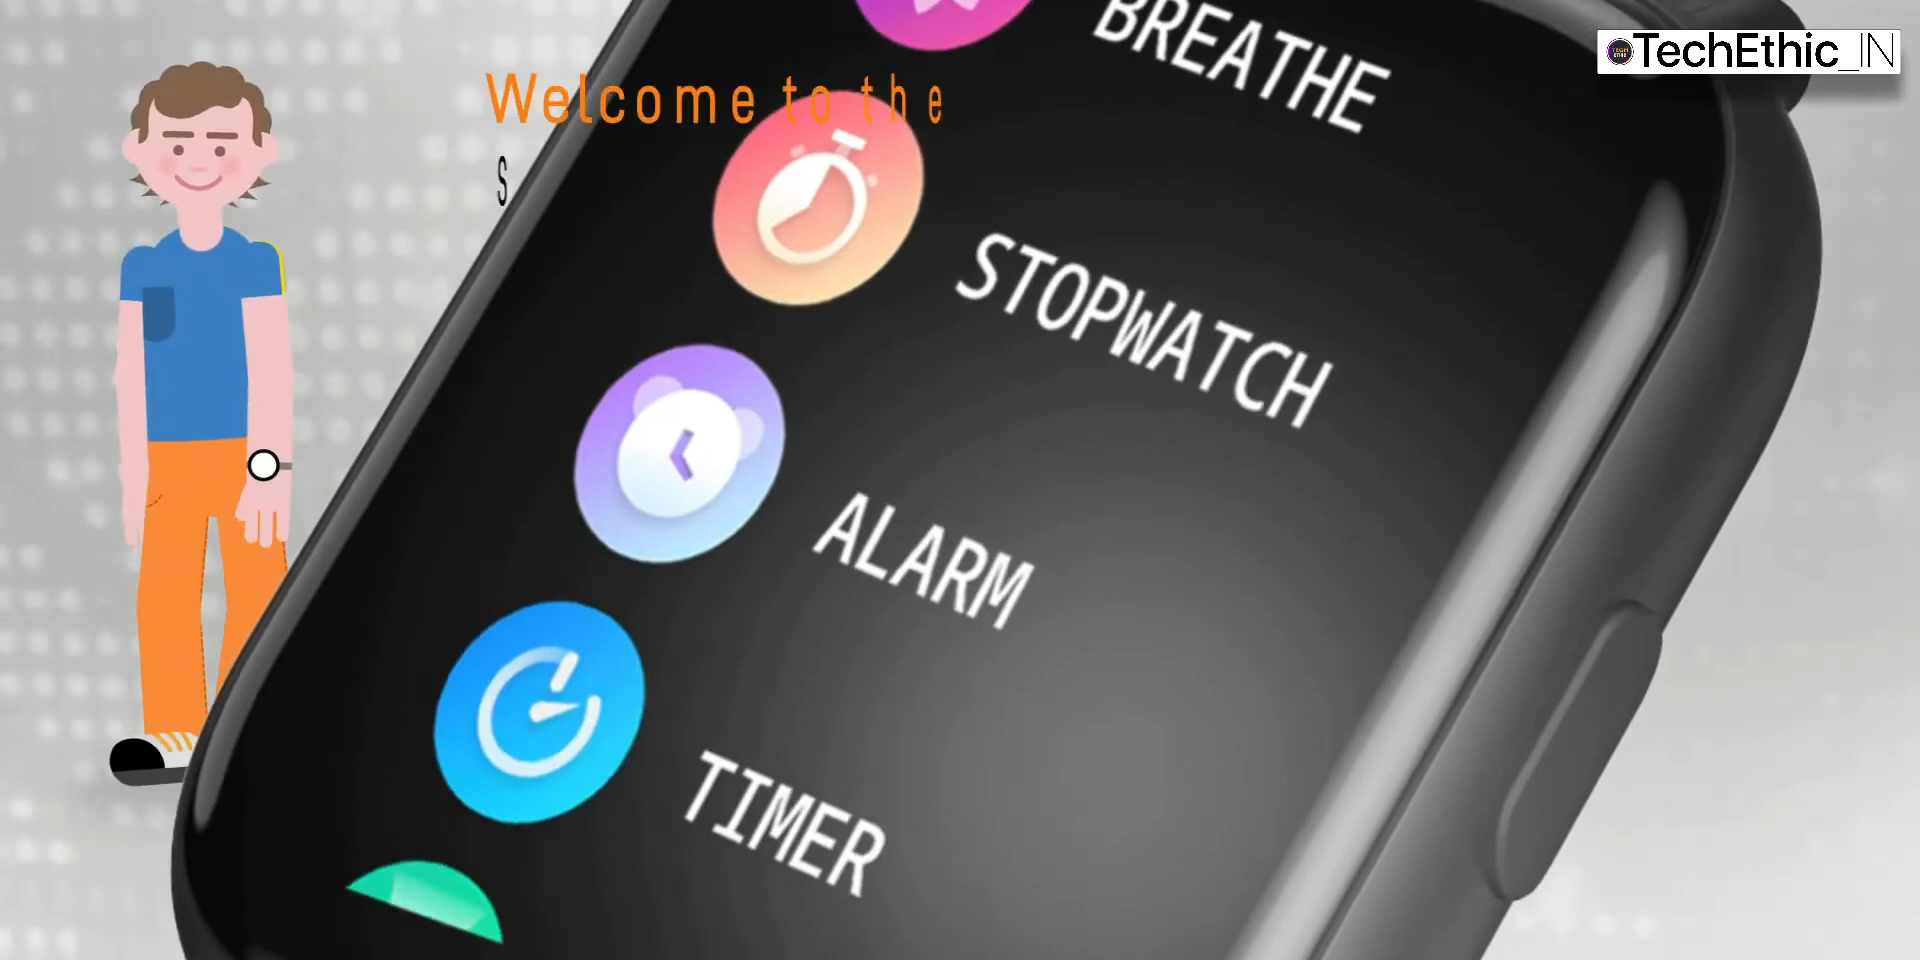 TechEthic_IN
BREATHE
Welcome to the
s
STOPWATCH
ALARM
TIMER